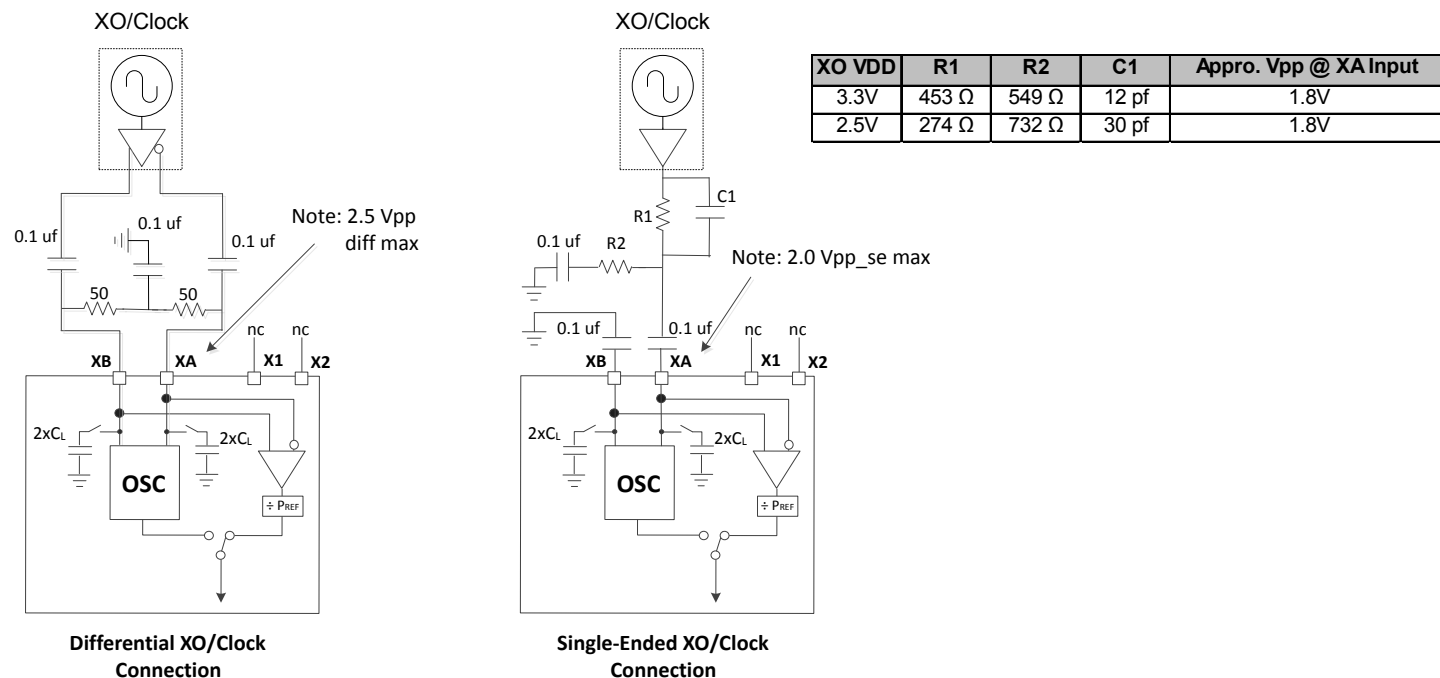 XO/Clock
0.1 uf
0.1 uf
0.1 uf
Note: 2.5 Vpp
diff max
50
50
nc
nc
XB
XA
X1
X2
2xCL
2xCL
OSC
÷ PREF
Differential XO/Clock
Connection
XO/Clock
C1
R1
0.1 uf
R2
Note: 2.0 Vpp_se max
0.1 uf
0.1 uf
nc
nc
XB
XA
X1
X2
2xCL
2xCL
OSC
÷ PREF
Single-Ended XO/Clock
Connection
XO VDD R1 R2 C1 Appro. Vpp @ XA Input
3.3V 453 Ω 549 Ω 12 pf 1.8V
2.5V 274 Ω 732 Ω 30 pf 1.8V